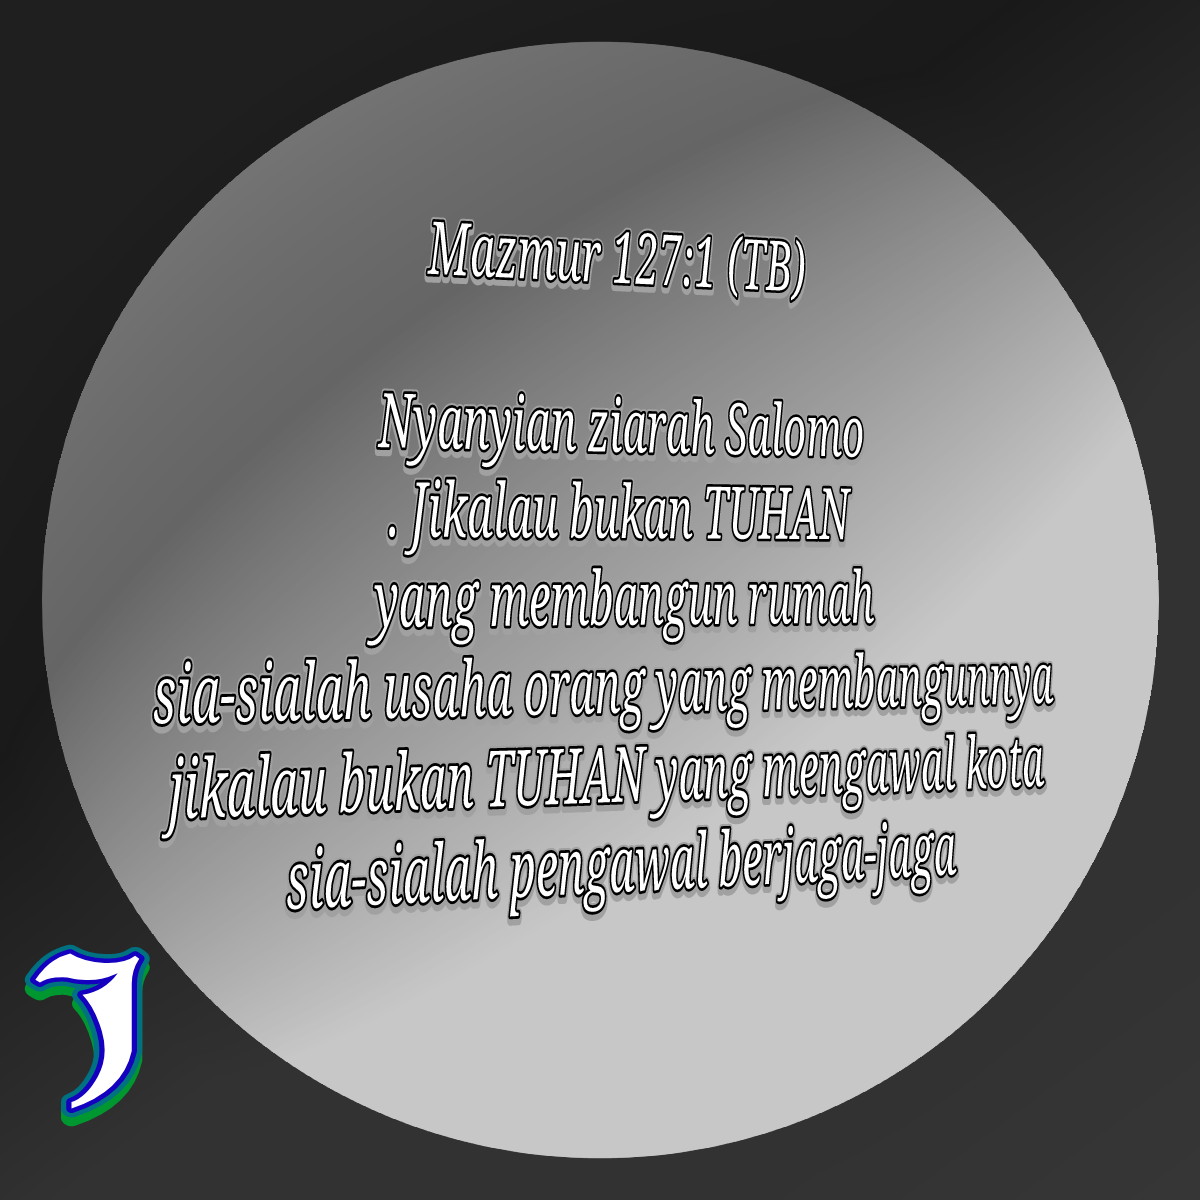 Mazmur 127:1 (TB)
Nyanyian ziarah Salomo
. Jikalau bukan TUHAN
yang membangun rumah
sia-sialah usaha orang yang membangunnya
jikalau bukan TUHAN yang mengawal kota
sia-sialah pengawal berjaga-jaga
J